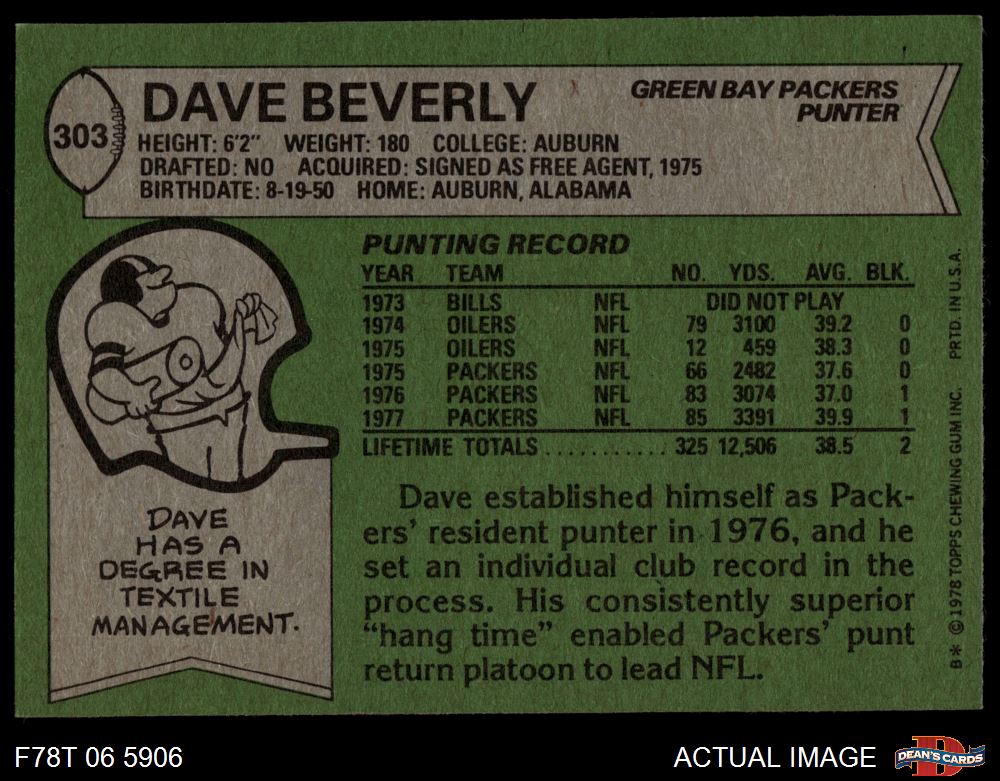 303
DAVE BEVERLY
GREEN BAY PACKERS
PUNTER
HEIGHT: 6'2" WEIGHT: 180 COLLEGE: AUBURN
DRAFTED: NO ACQUIRED: SIGNED AS FREE AGENT, 1975
BIRTHDATE: 8-19-50 HOME: AUBURN, ALABAMA
PUNTING RECORD
YEAR TEAM NO. YDS. AVG. BLK.
1973 BILLS NFL DID NOT PLAY
1974 OILERS NFL 79 3100 39.2 0
1975 OILERS NFL 12 459 38.3 0
1975 PACKERS NFL 66 2482 37.6 0
1976 PACKERS NFL 83 3074 37.0 1
1977 PACKERS NFL 85 3391 39.9 1
LIFETIME TOTALS........... 325 12,506 38.5 2
DAVE
HAS A
DEGREE IN
TEXTILE
MANAGEMENT.
Dave established himself as Pack-
ers' resident punter in 1976, and he
set an individual club record in the
process. His consistently superior
"hang time" enabled Packers' punt
return platoon to lead NFL.
B* ©1978 TOPPS CHEWING GUM INC. PRTD. IN U.S.A.
F78T 06 5906
ACTUAL IMAGE
D
DEAN'S CARDS